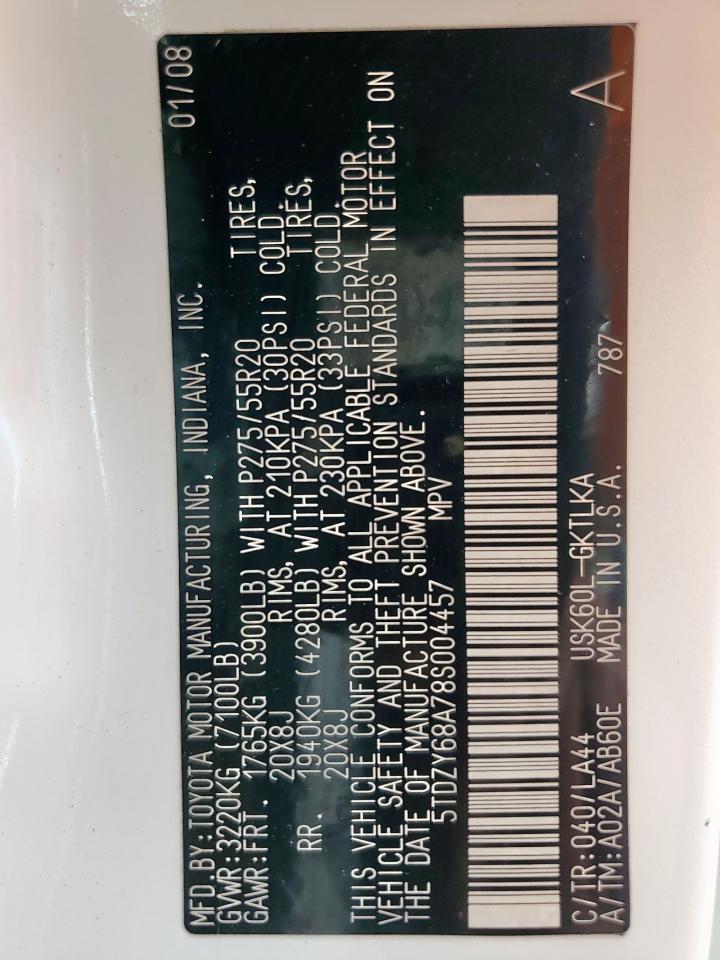 MFD.BY:TOYOTA MOTOR MANUFACTURING, INDIANA, INC. 01/08
GVWR:3220KG (7100LB)
GAWR:FRT. 1765KG (3900LB) WITH P275/55R20 TIRES,
20X8J RIMS, AT 210KPA (30PSI) COLD.
RR. 1940KG (4280LB) WITH P275/55R20 TIRES,
20X8J RIMS, AT 230KPA (33PSI) COLD.
THIS VEHICLE CONFORMS TO ALL APPLICABLE FEDERAL MOTOR
VEHICLE SAFETY AND THEFT PREVENTION STANDARDS IN EFFECT ON
THE DATE OF MANUFACTURE SHOWN ABOVE.
5TDZY68A78S004457 MPV
C/TR:040/LA44 USK60L-GKTLKA A
A/TM:A02A/AB60E MADE IN U.S.A. 787